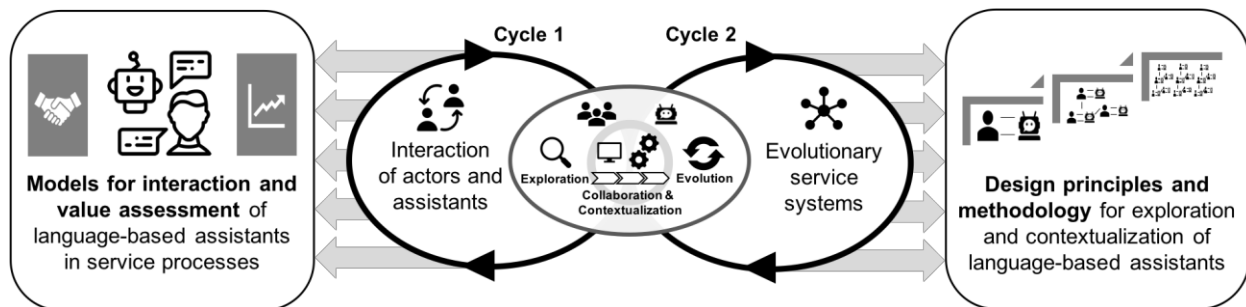 Models for interaction and
value assessment of
language-based assistants
in service processes
Cycle 1
Interaction
of actors and
assistants
Exploration
Evolution
Collaboration &
Contextualization
Cycle 2
Evolutionary
service
systems
Design principles and
methodology for exploration
and contextualization of
language-based assistants